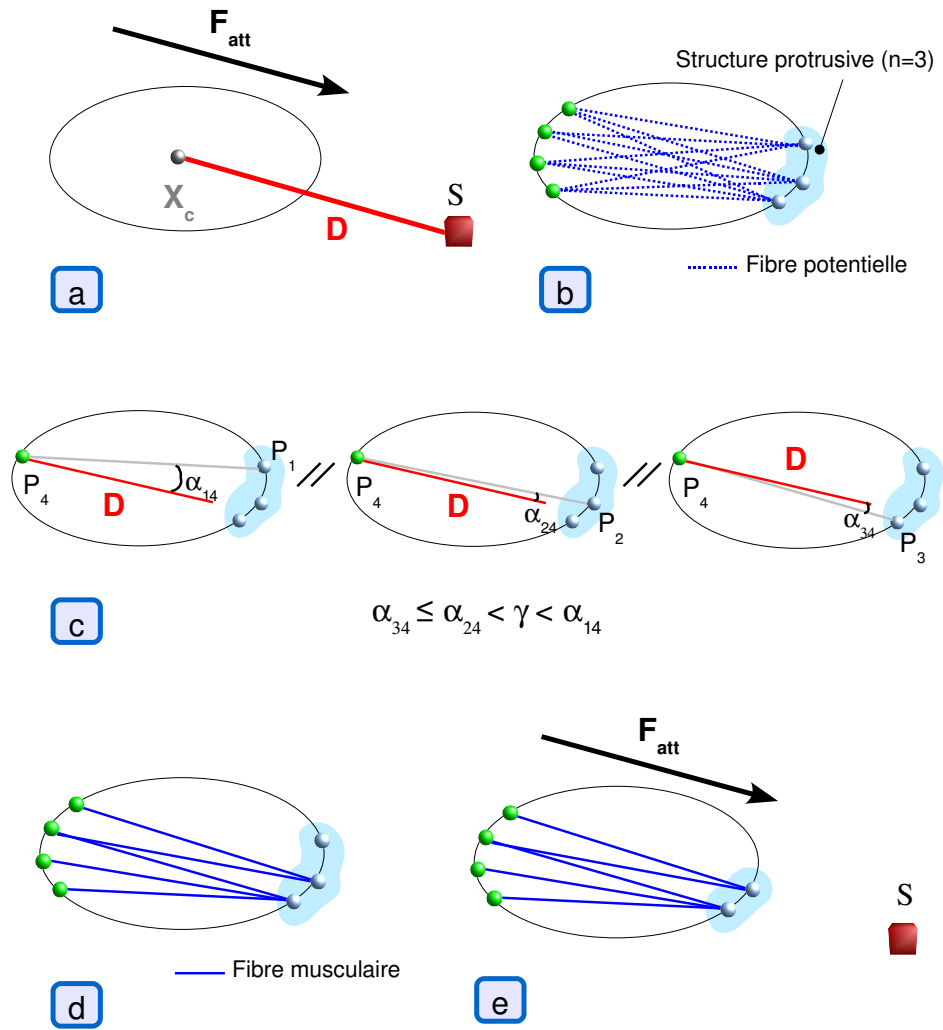 F_att
X_c
D
S
a
Structure protrusive (n=3)
Fibre potentielle
b
P_4
D
α_14
P_1
//
P_4
D
α_24
P_2
//
P_4
D
α_34
P_3
c
α_34 ≤ α_24 < γ < α_14
Fibre musculaire
d
F_att
S
e